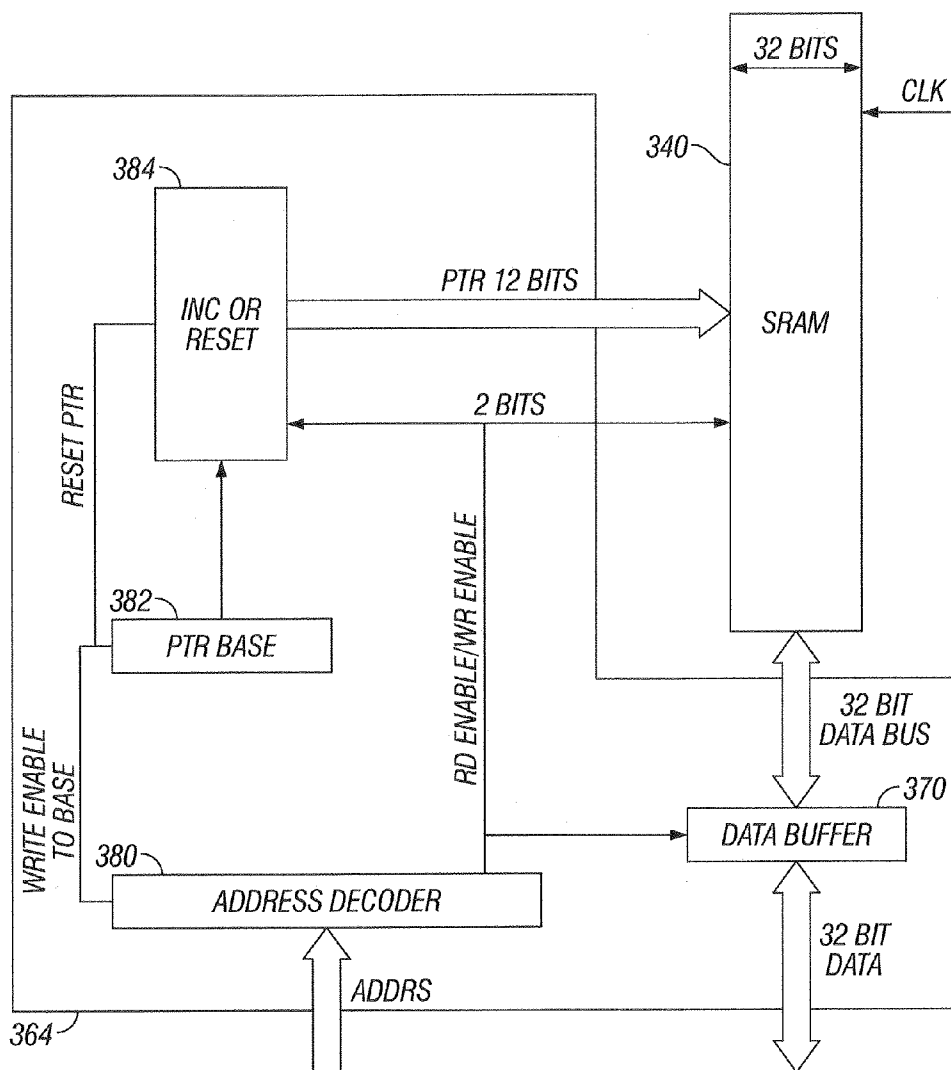 32 BITS
CLK
340
384
INC OR
RESET
PTR 12 BITS
SRAM
2 BITS
RESET PTR
RD ENABLE/WR ENABLE
382
PTR BASE
32 BIT
DATA BUS
WRITE ENABLE
TO BASE
370
DATA BUFFER
380
ADDRESS DECODER
32 BIT
DATA
ADDRS
364